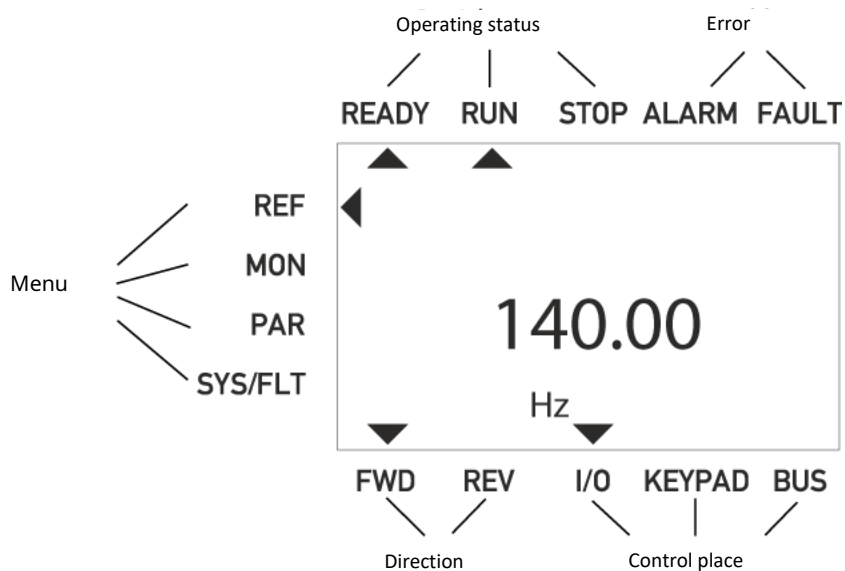 Operating status Error
READY RUN STOP ALARM FAULT
REF
MON
Menu
PAR
140.00
SYS/FLT
Hz
FWD REV I/O KEYPAD BUS
Direction Control place